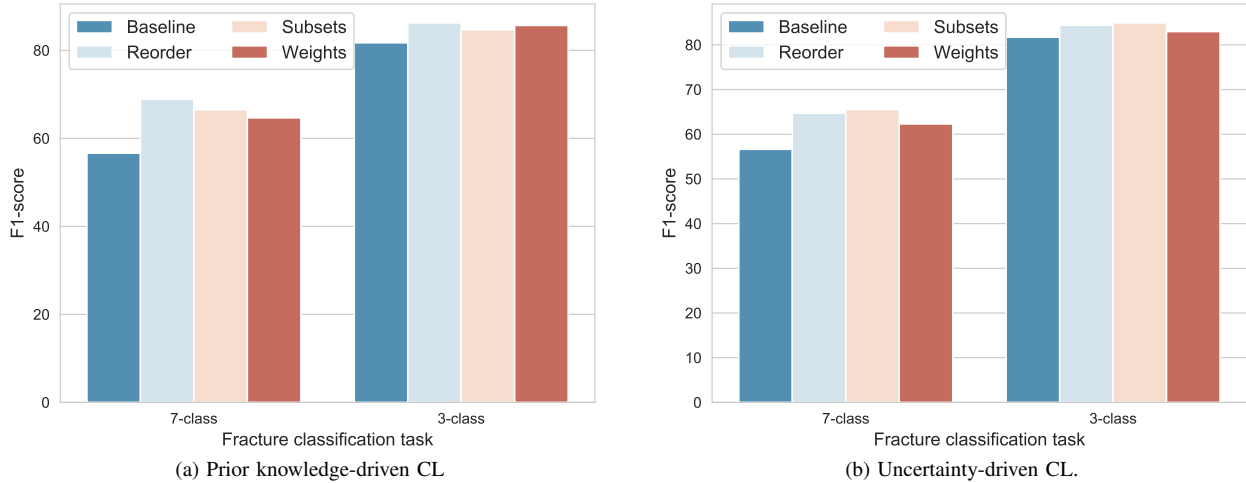 Baseline
Reorder
Subsets
Weights
F1-score
80
60
40
20
0
7-class
3-class
Fracture classification task
(a) Prior knowledge-driven CL
Baseline
Reorder
Subsets
Weights
F1-score
80
70
60
50
40
30
20
10
0
7-class
3-class
Fracture classification task
(b) Uncertainty-driven CL.